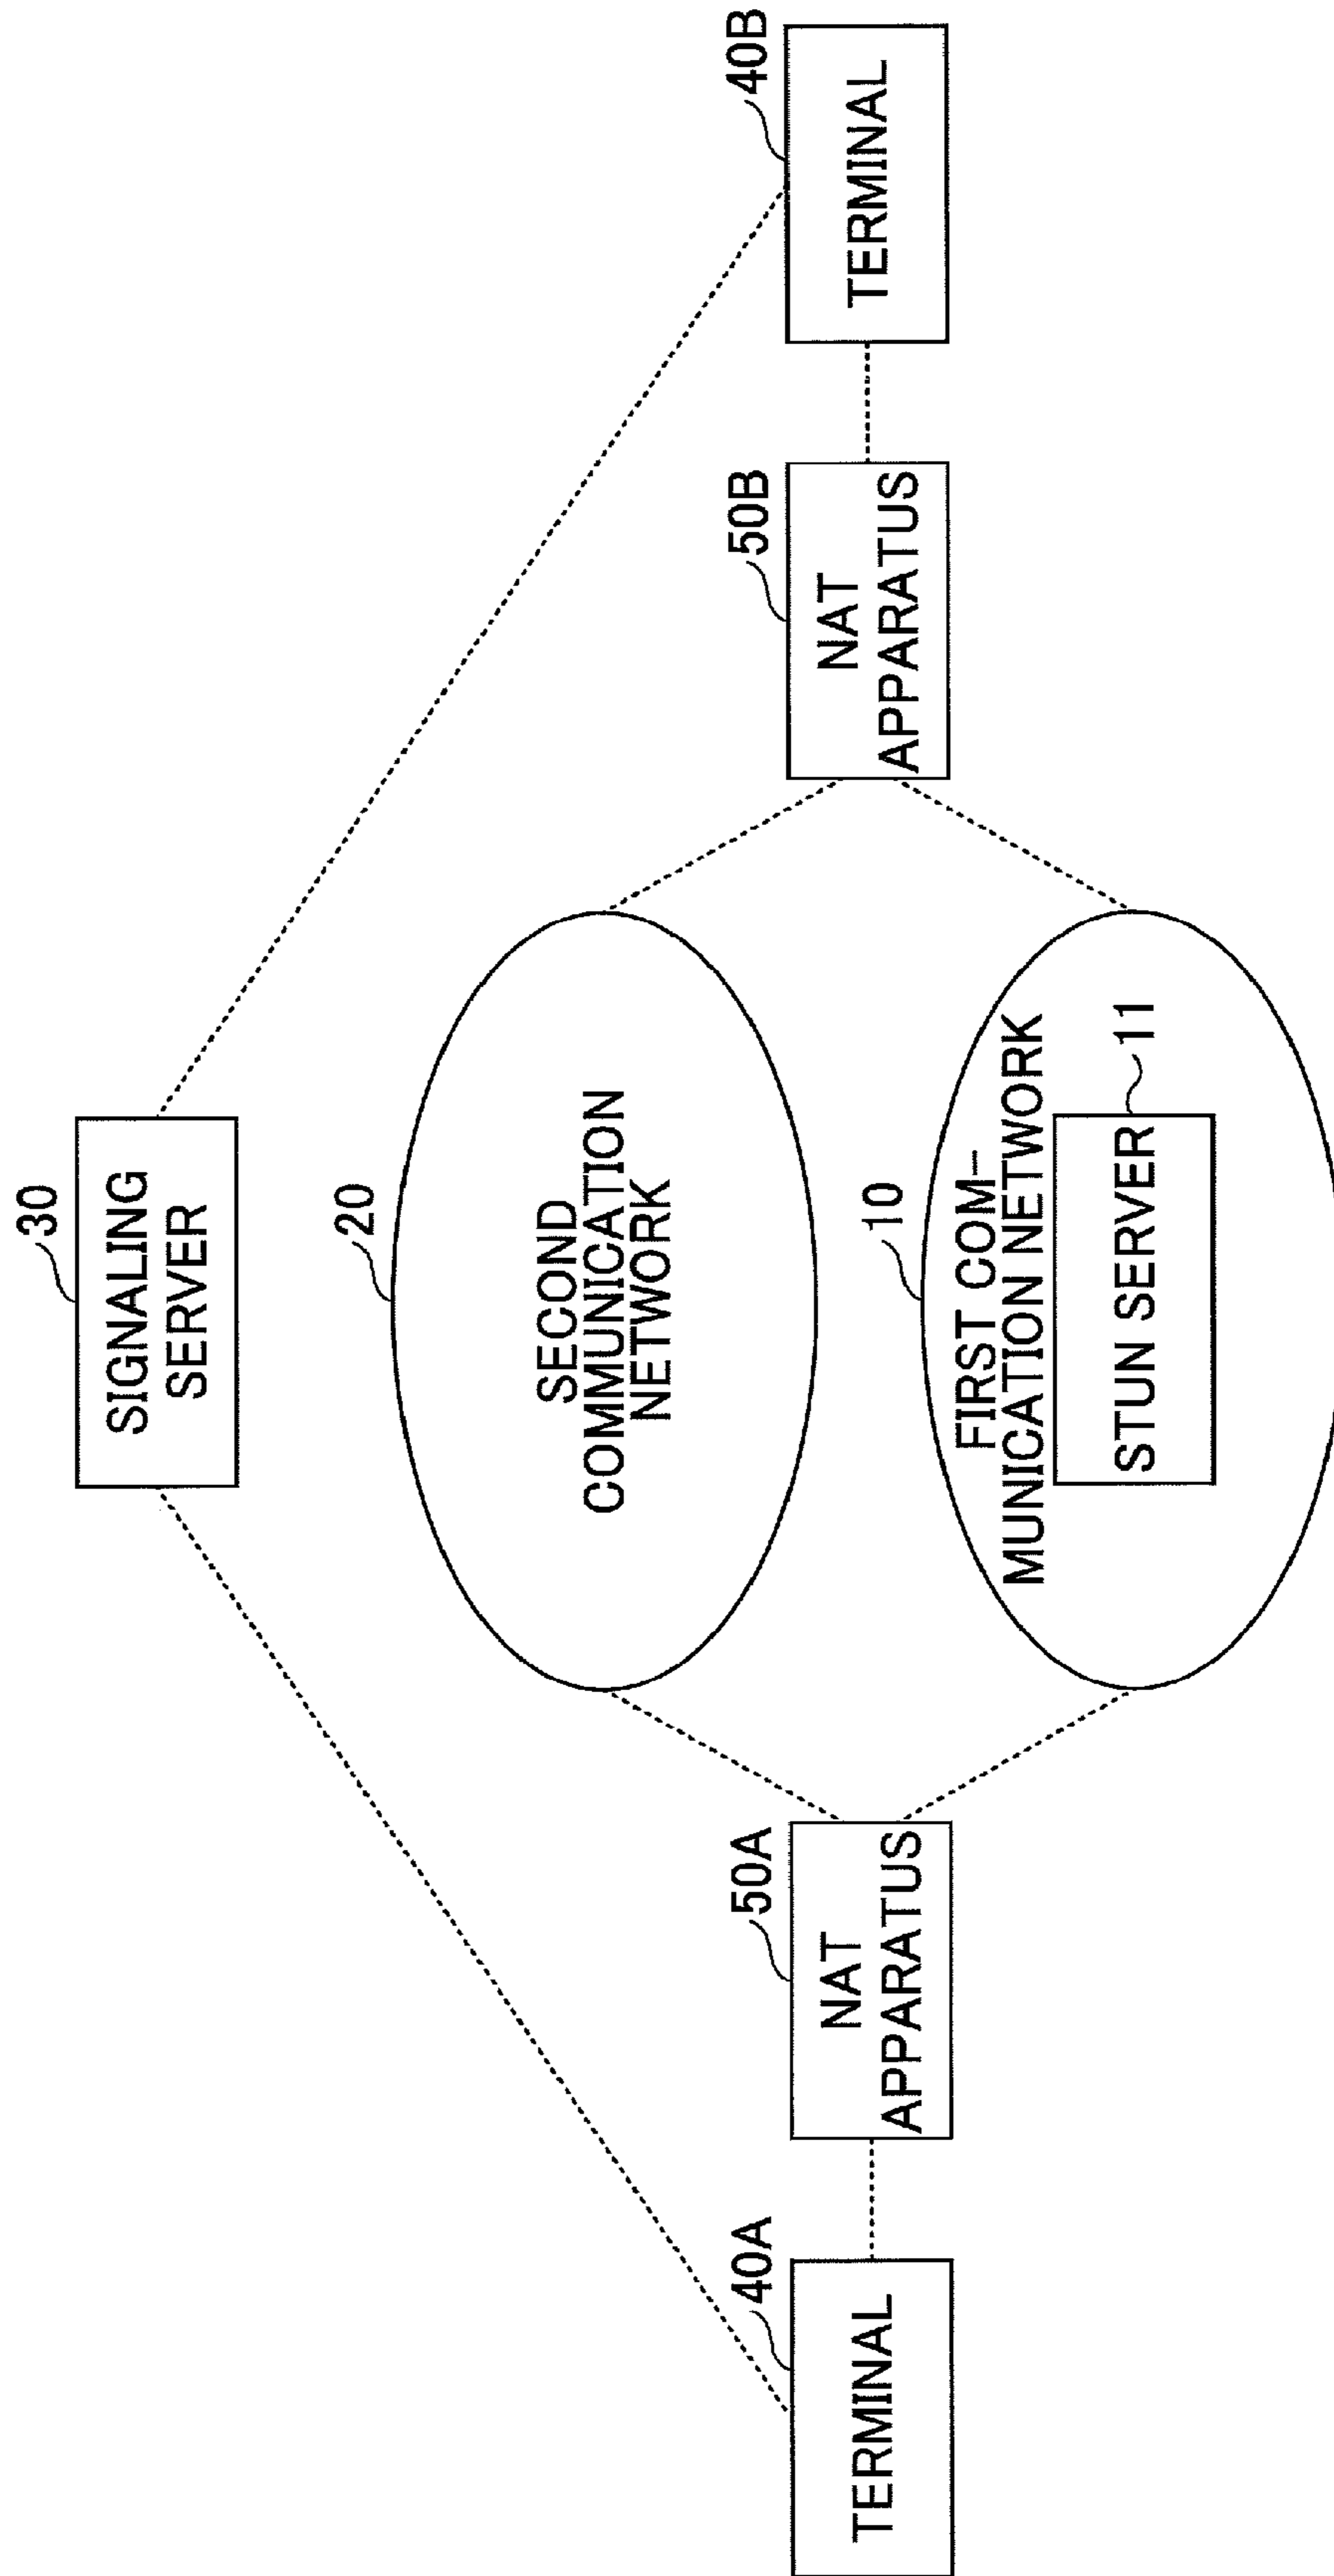 30
SIGNALING
SERVER
20
SECOND
COMMUNICATION
NETWORK
10
FIRST COM-
MUNICATION NETWORK
STUN SERVER
11
40A
TERMINAL
50A
NAT
APPARATUS
50B
NAT
APPARATUS
40B
TERMINAL